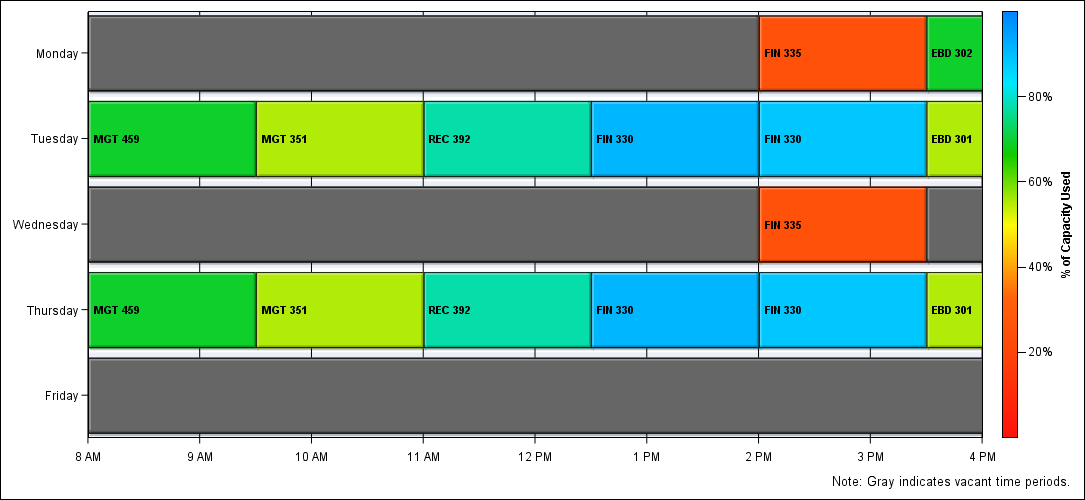 Monday
FIN 335
EBD 302
Tuesday
MGT 459
MGT 351
REC 392
FIN 330
FIN 330
EBD 301
Wednesday
FIN 335
Thursday
MGT 459
MGT 351
REC 392
FIN 330
FIN 330
EBD 301
Friday
8 AM
9 AM
10 AM
11 AM
12 PM
1 PM
2 PM
3 PM
4 PM
80%
60%
40%
20%
% of Capacity Used
Note: Gray indicates vacant time periods.